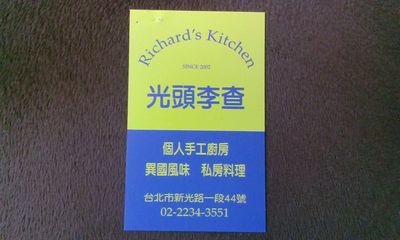 Richard's Kitchen
SINCE 2002
光頭李查
個人手工廚房
異國風味 私房料理
台北市新光路一段44號
02-2234-3551